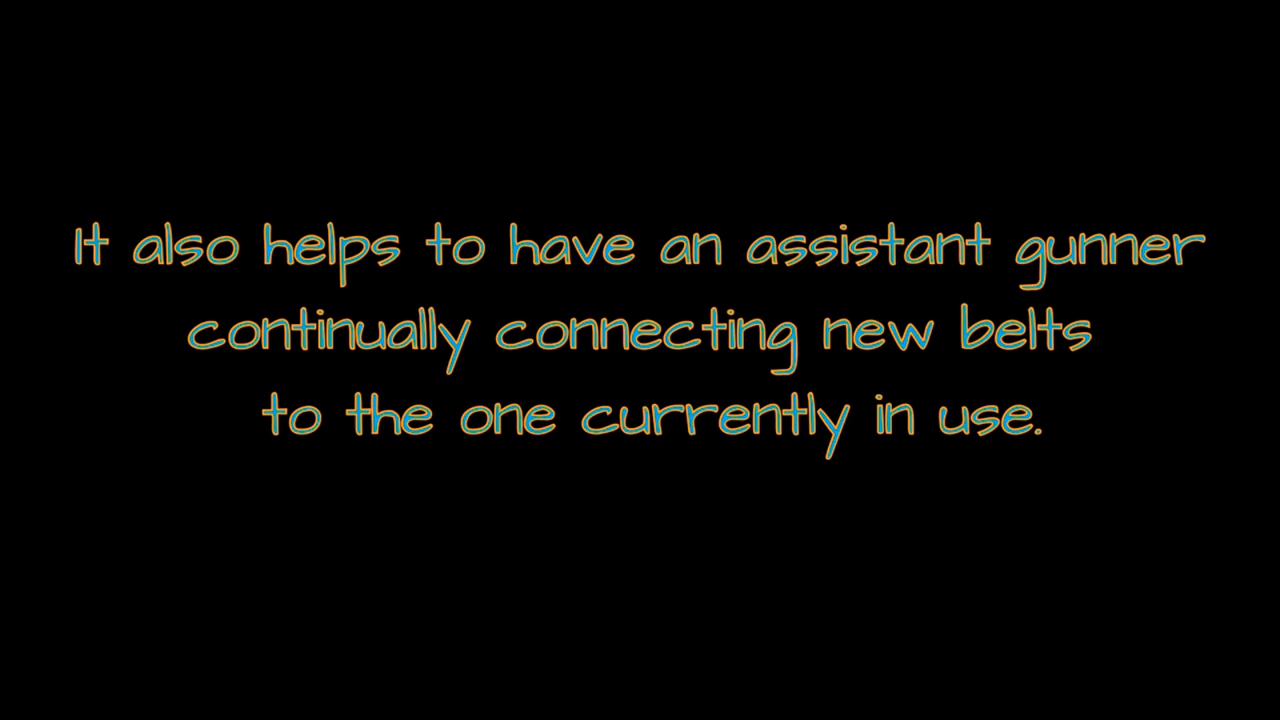 It also helps to have an assistant gunner
continually connecting new belts
to the one currently in use.